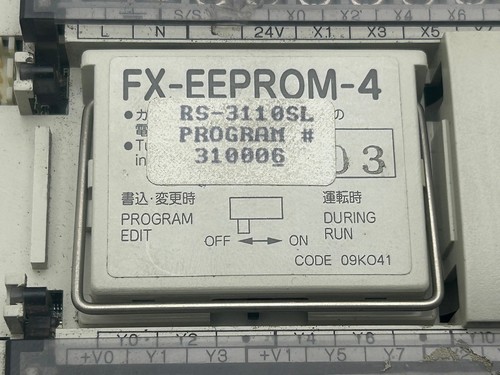 S/S X0 X2 X4 X6
L N 24V X1 X3 X5
FX-EEPROM-4
RS-3110SL
PROGRAM #
310006
03
書込・変更時 運転時
PROGRAM DURING
EDIT RUN
OFF ON
CODE 09K041
Y0 Y2 Y4 Y6 Y10
+V0 Y1 Y3 +V1 Y5 Y7